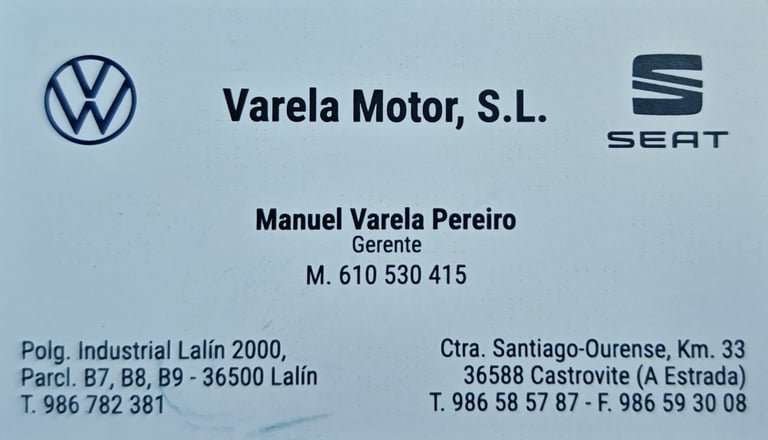 Varela Motor, S.L.
SEAT
Manuel Varela Pereiro
Gerente
M. 610 530 415
Polg. Industrial Lalín 2000,
Parcl. B7, B8, B9 - 36500 Lalín
T. 986 782 381
Ctra. Santiago-Ourense, Km. 33
36588 Castrovite (A Estrada)
T. 986 58 57 87 - F. 986 59 30 08